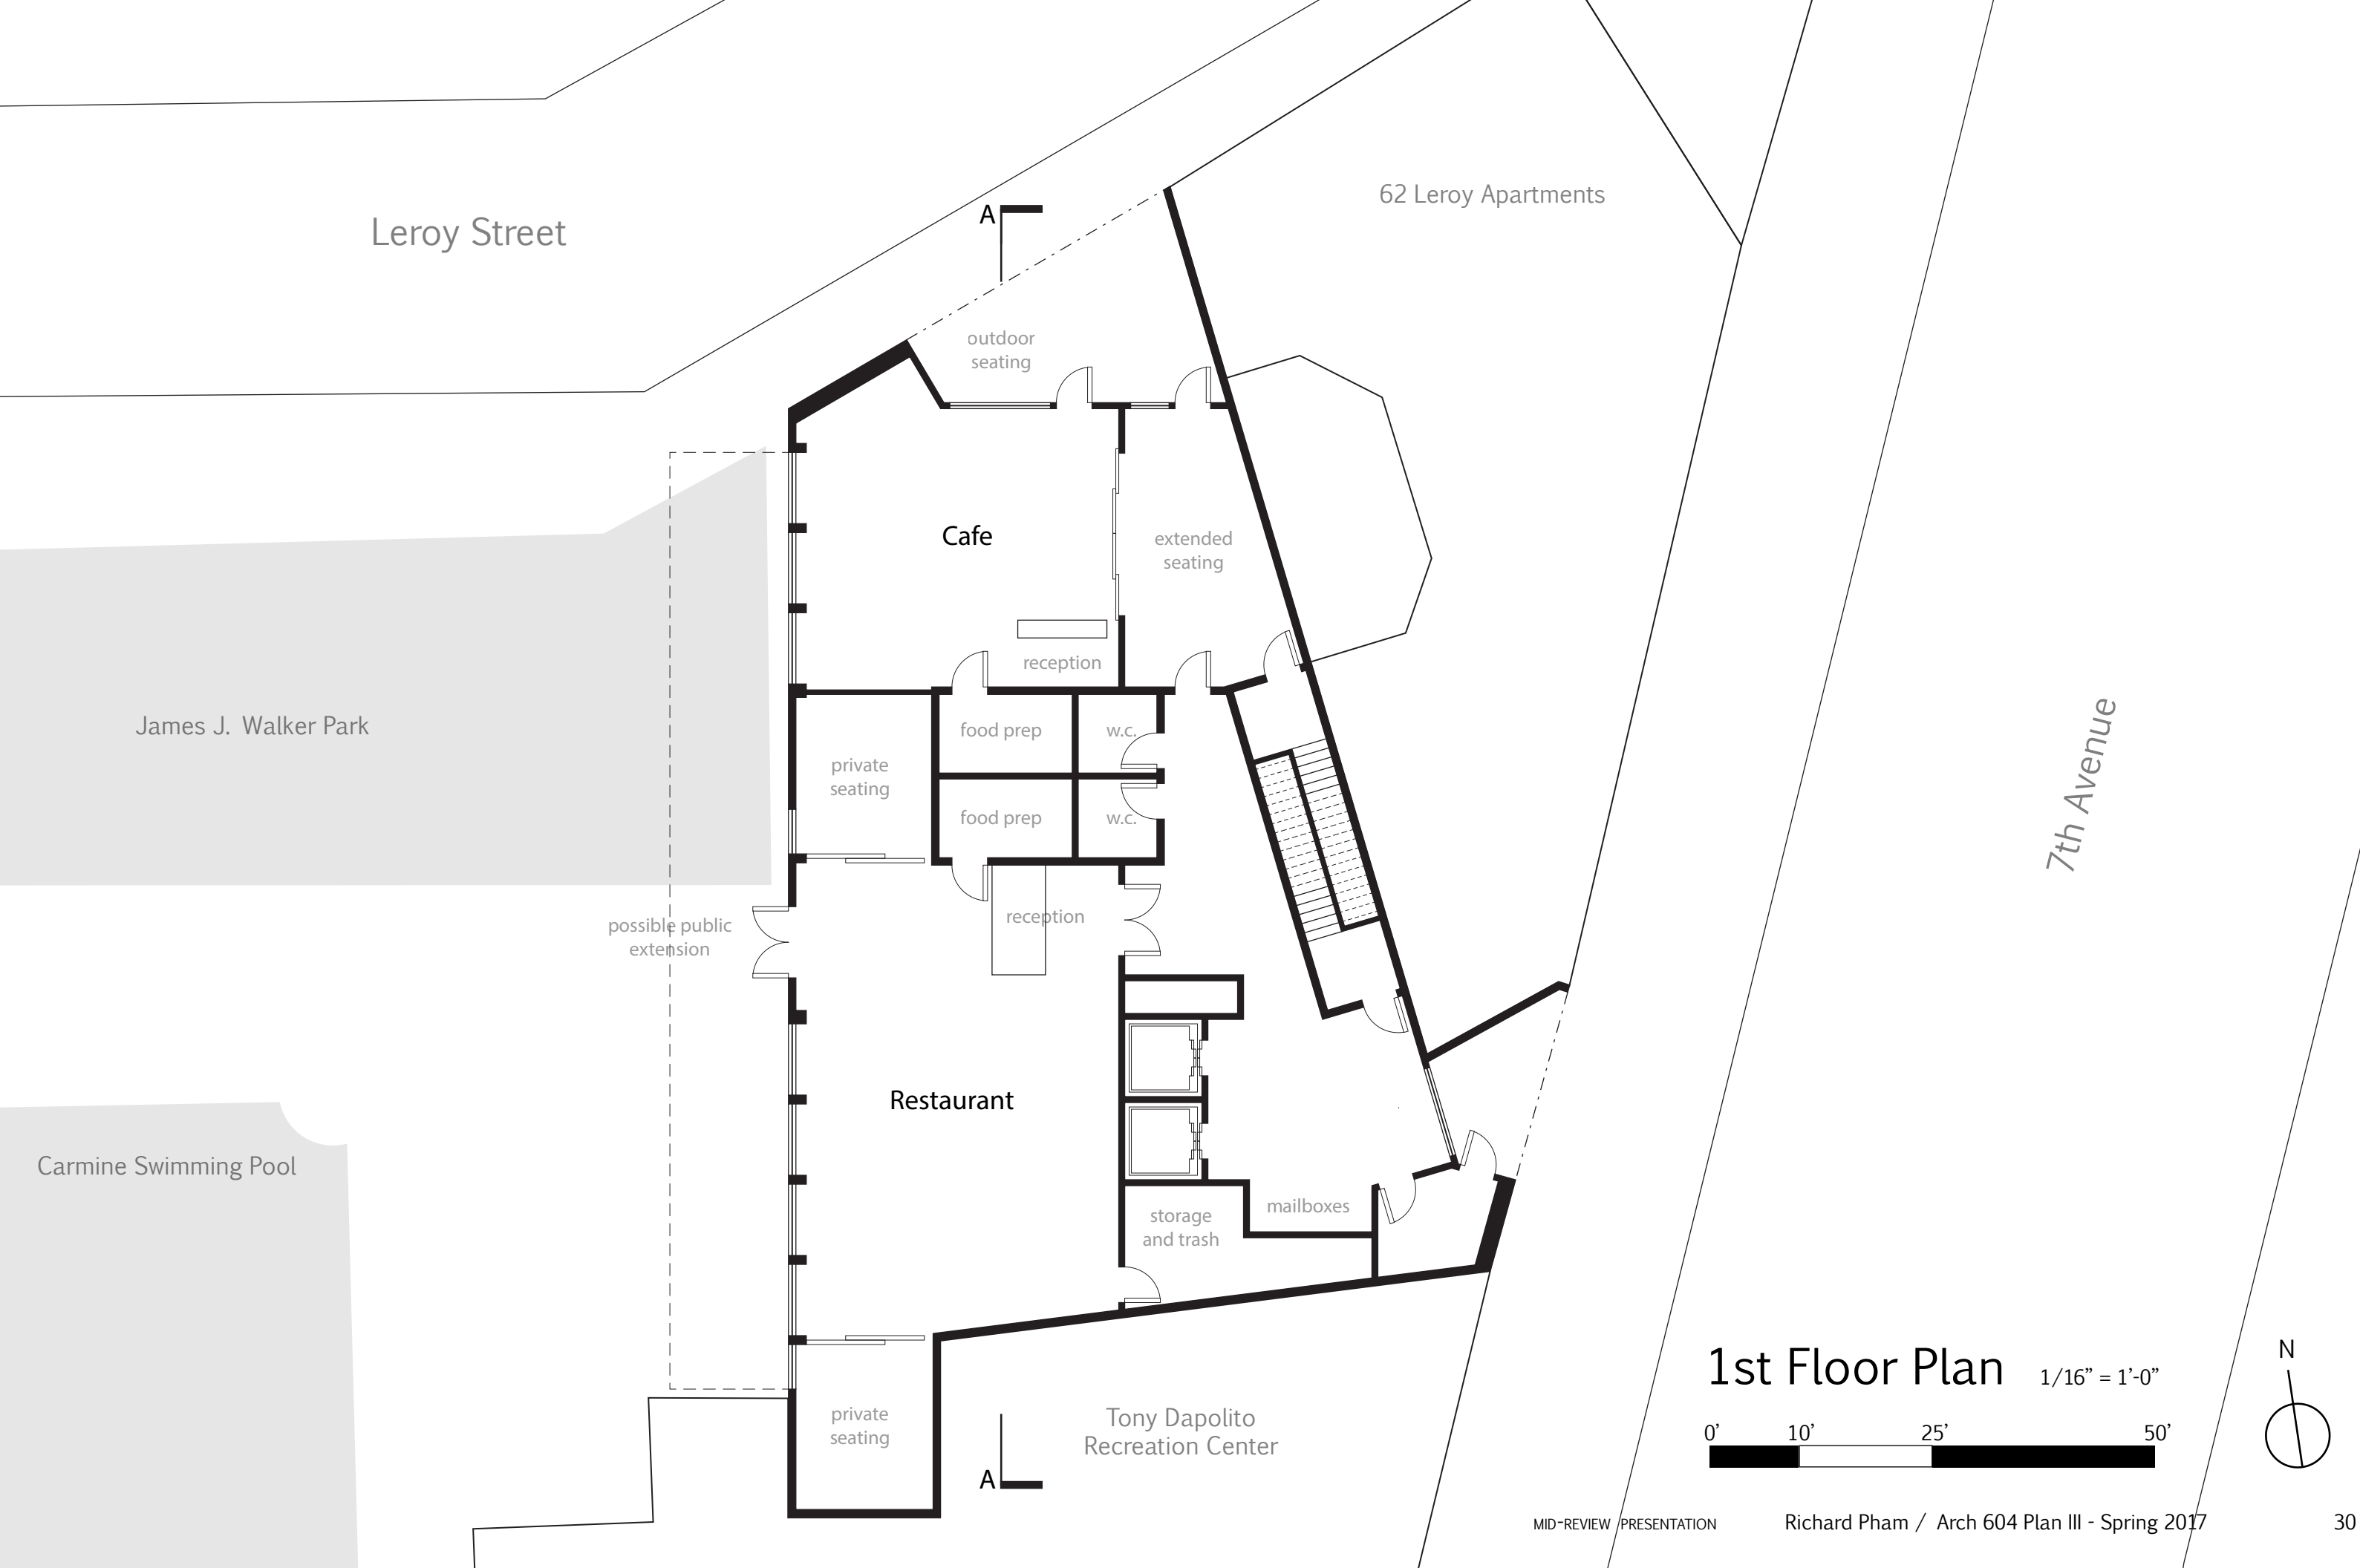 62 Leroy Apartments
A
Leroy Street
outdoor
seating
Cafe
extended
seating
reception
James J. Walker Park
food prep
w.c.
private
seating
food prep
w.c.
7th Avenue
possible public
extension
reception
Restaurant
Carmine Swimming Pool
storage
and trash
mailboxes
private
seating
A
Tony Dapolito
Recreation Center
1st Floor Plan 1/16” = 1’-0”
0’ 10’ 25’ 50’
N
MID-REVIEW PRESENTATION Richard Pham / Arch 604 Plan III - Spring 2017 30